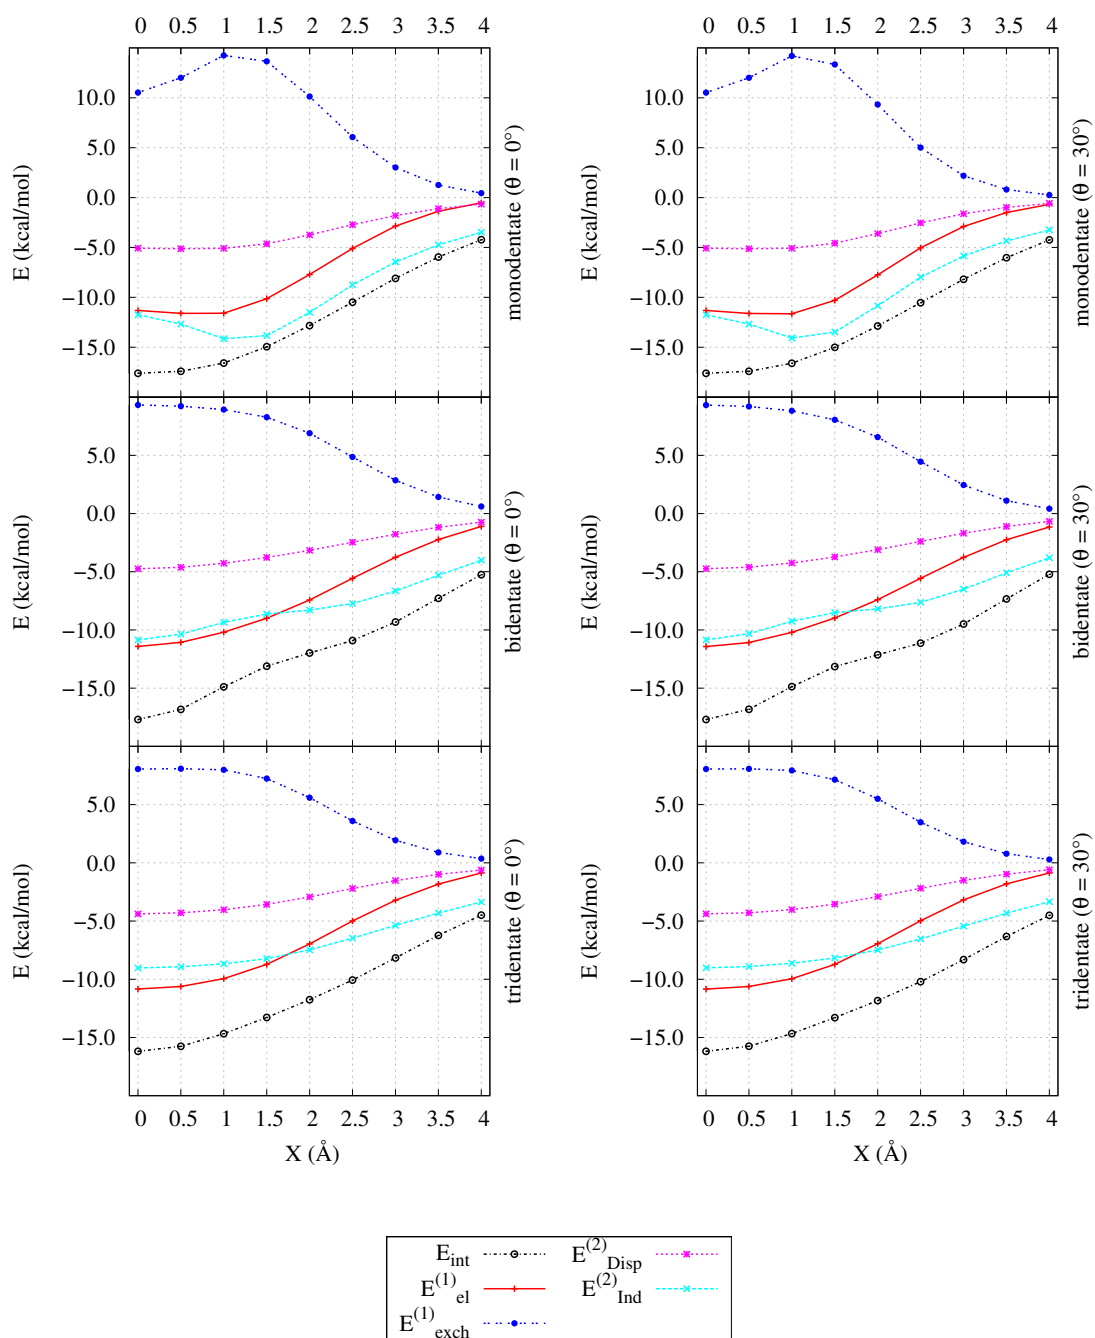 0 0.5 1 1.5 2 2.5 3 3.5 4
0 0.5 1 1.5 2 2.5 3 3.5 4
10.0
5.0
0.0
−5.0
−10.0
−15.0
E (kcal/mol)
monodentate (θ = 0°)
10.0
5.0
0.0
−5.0
−10.0
−15.0
E (kcal/mol)
monodentate (θ = 30°)
5.0
0.0
−5.0
−10.0
−15.0
E (kcal/mol)
bidentate (θ = 0°)
5.0
0.0
−5.0
−10.0
−15.0
E (kcal/mol)
bidentate (θ = 30°)
5.0
0.0
−5.0
−10.0
−15.0
E (kcal/mol)
tridentate (θ = 0°)
5.0
0.0
−5.0
−10.0
−15.0
E (kcal/mol)
tridentate (θ = 30°)
0 0.5 1 1.5 2 2.5 3 3.5 4
0 0.5 1 1.5 2 2.5 3 3.5 4
X (Å)
X (Å)
E_int
E^(1)_el
E^(1)_exch
E^(2)_Disp
E^(2)_Ind